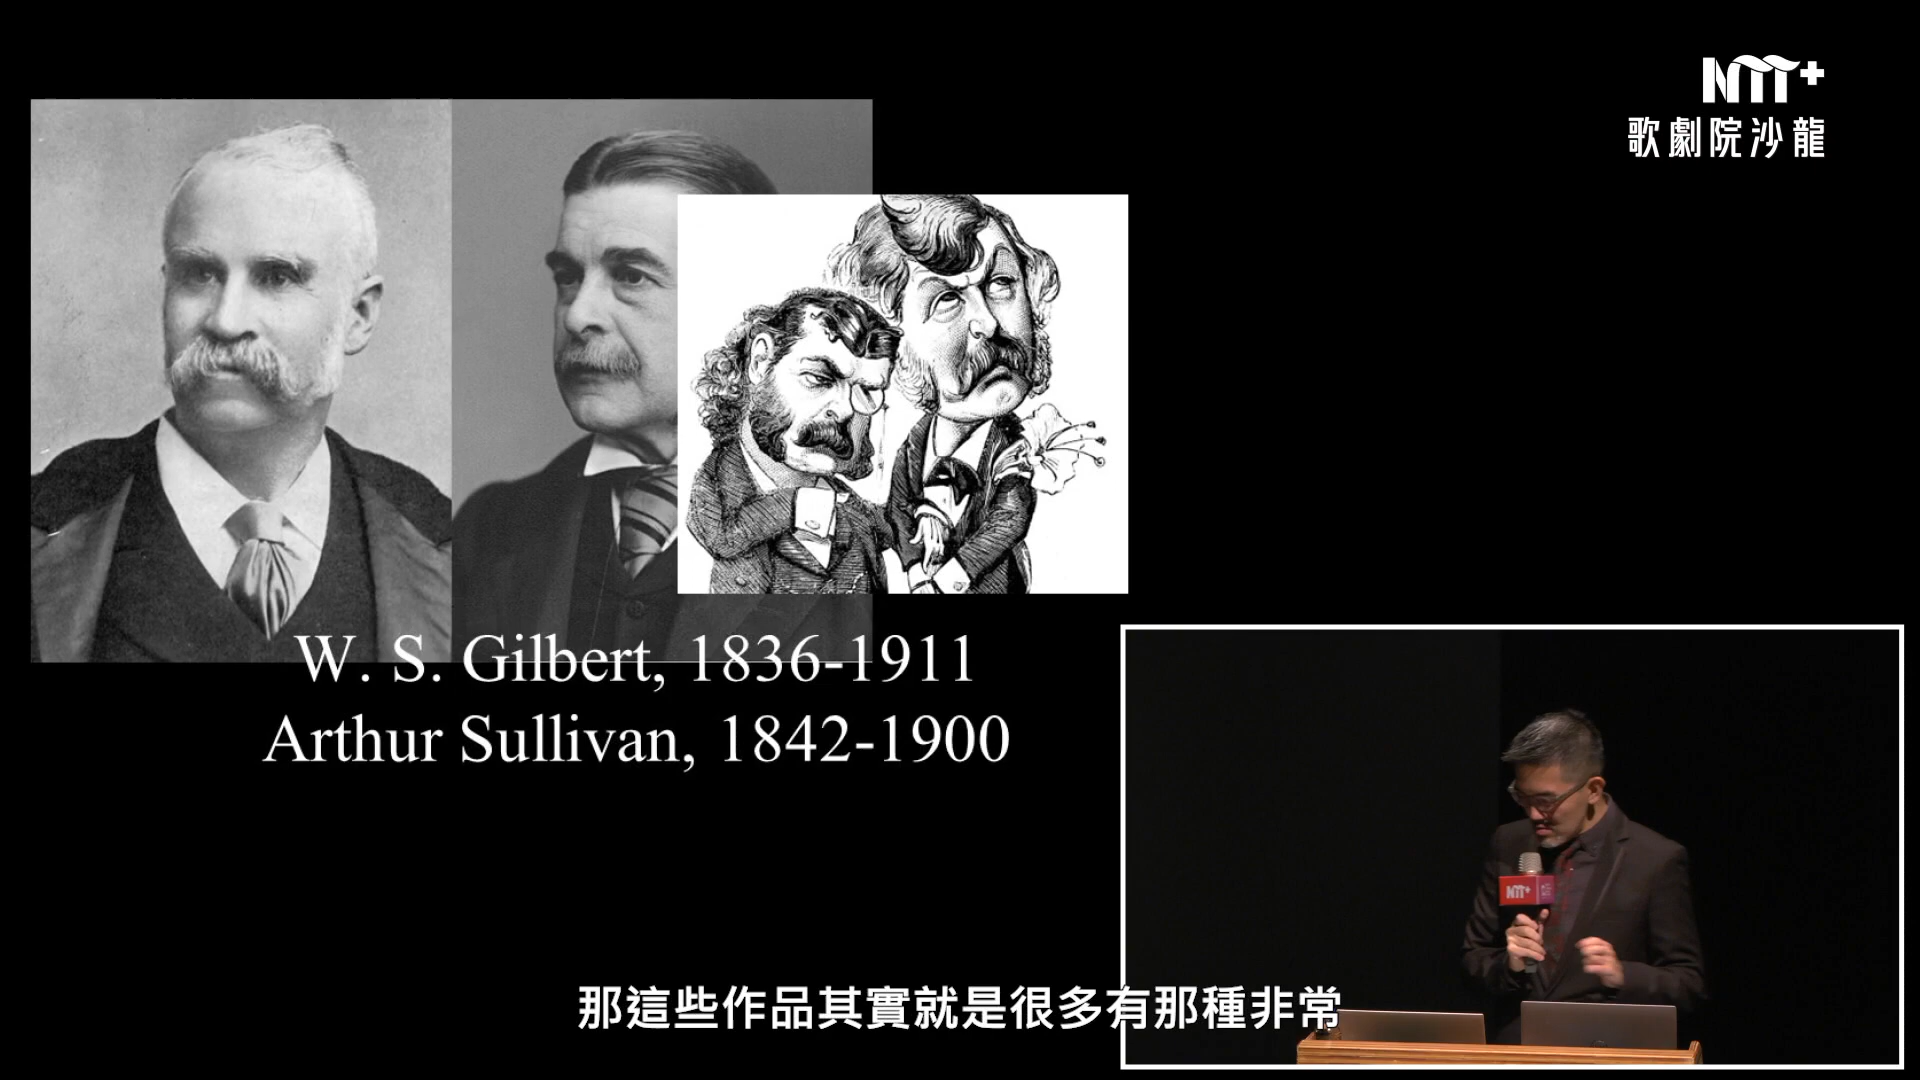 NTT+
歌劇院沙龍
W. S. Gilbert, 1836-1911
Arthur Sullivan, 1842-1900
NTT+
那這些作品其實就是很多有那種非常